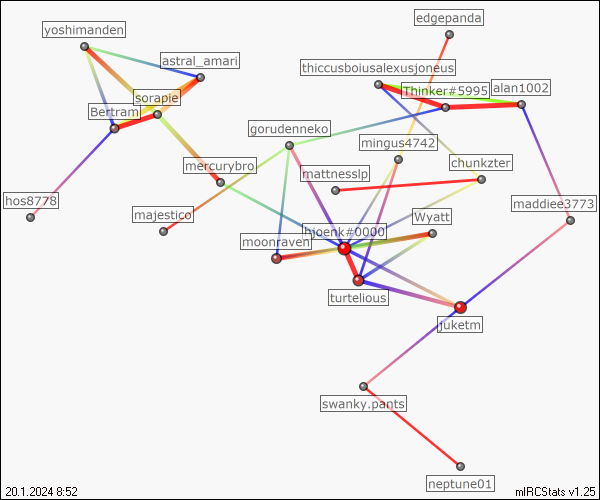 edgepanda
yoshimanden
astral_amari
thiccusboiusalexusjoneus
Thinker#5995
alan1002
sorapie
Bertram
gorudenneko
mingus4742
mercurybro
mattnesslp
chunkzter
hos8778
majestico
maddiee3773
Wyatt
hjoenk#0000
moonraven
turtelious
juketm
swanky.pants
neptune01
20.1.2024 8:52
mIRCStats v1.25